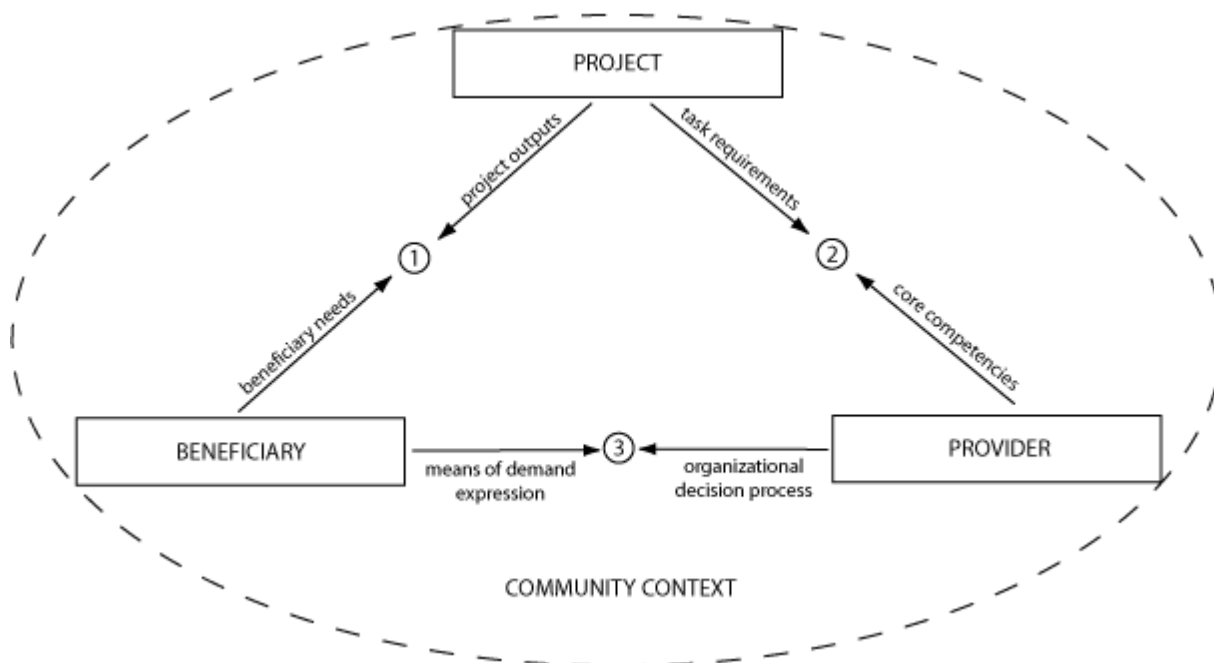 PROJECT
project outputs
task requirements
1
2
beneficiary needs
core competencies
BENEFICIARY
3
PROVIDER
means of demand
expression
organizational
decision process
COMMUNITY CONTEXT